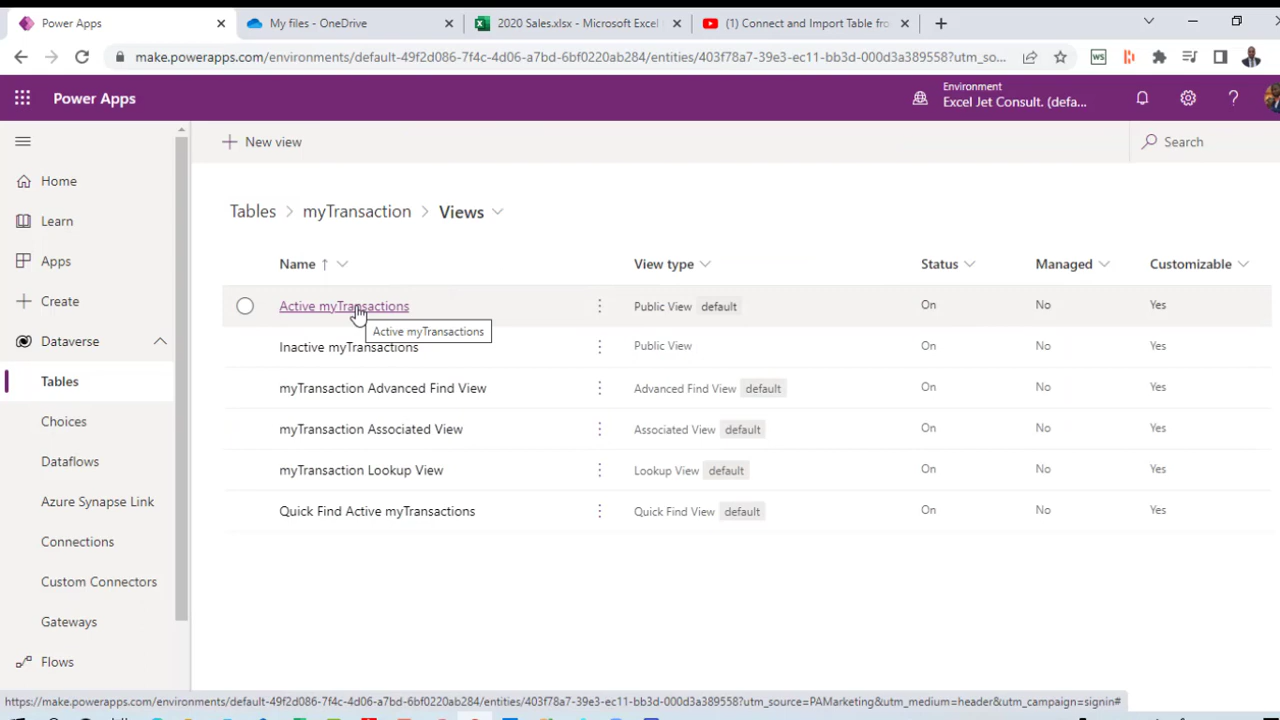 Power Apps
My files - OneDrive
2020 Sales.xlsx - Microsoft Excel
(1) Connect and Import Table fro
make.powerapps.com/environments/default-49f2d086-7f4c-4d06-a7bd-6bf0220ab284/entities/403f78a7-39e3-ec11-bb3d-000d3a389558?utm_so...
Power Apps
Environment
Excel Jet Consult. (defa...
+ New view
Search
Home
Learn
Apps
Create
Dataverse
Tables
Choices
Dataflows
Azure Synapse Link
Connections
Custom Connectors
Gateways
Flows
Tables > myTransaction > Views
Name ↑ View type Status Managed Customizable
Active myTransactions Public View default On No Yes
Active myTransactions
Inactive myTransactions Public View On No Yes
myTransaction Advanced Find View Advanced Find View default On No Yes
myTransaction Associated View Associated View default On No Yes
myTransaction Lookup View Lookup View default On No Yes
Quick Find Active myTransactions Quick Find View default On No Yes
https://make.powerapps.com/environments/default-49f2d086-7f4c-4d06-a7bd-6bf0220ab284/entities/403f78a7-39e3-ec11-bb3d-000d3a389558?utm_source=PAMarketing&utm_medium=header&utm_campaign=signin#